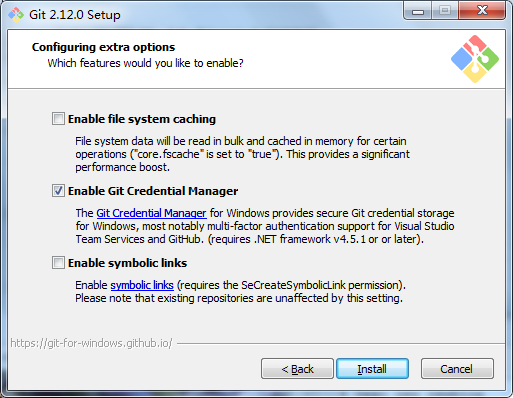 Git 2.12.0 Setup
Configuring extra options
Which features would you like to enable?
Enable file system caching
File system data will be read in bulk and cached in memory for certain
operations ("core.fscache" is set to "true"). This provides a significant
performance boost.
Enable Git Credential Manager
The Git Credential Manager for Windows provides secure Git credential storage
for Windows, most notably multi-factor authentication support for Visual Studio
Team Services and GitHub. (requires .NET framework v4.5.1 or or later).
Enable symbolic links
Enable symbolic links (requires the SeCreateSymbolicLink permission).
Please note that existing repositories are unaffected by this setting.
https://git-for-windows.github.io/
< Back Install Cancel